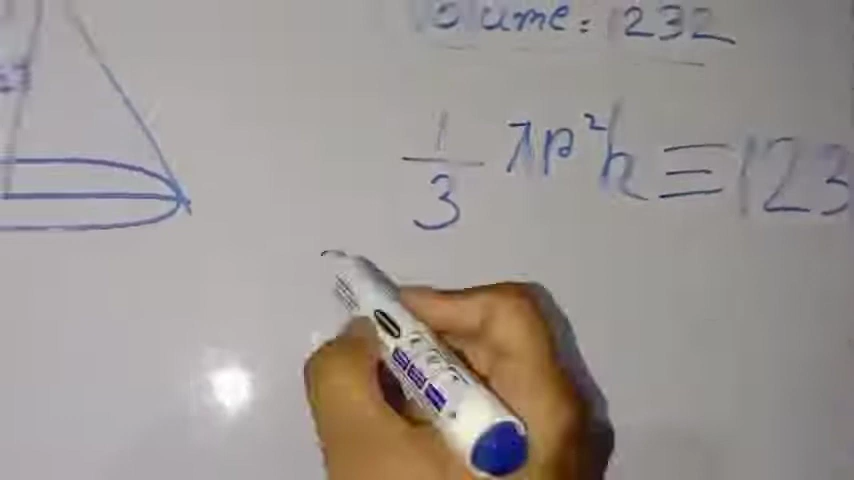 Volume = 1232
1/3 πr²h = 123